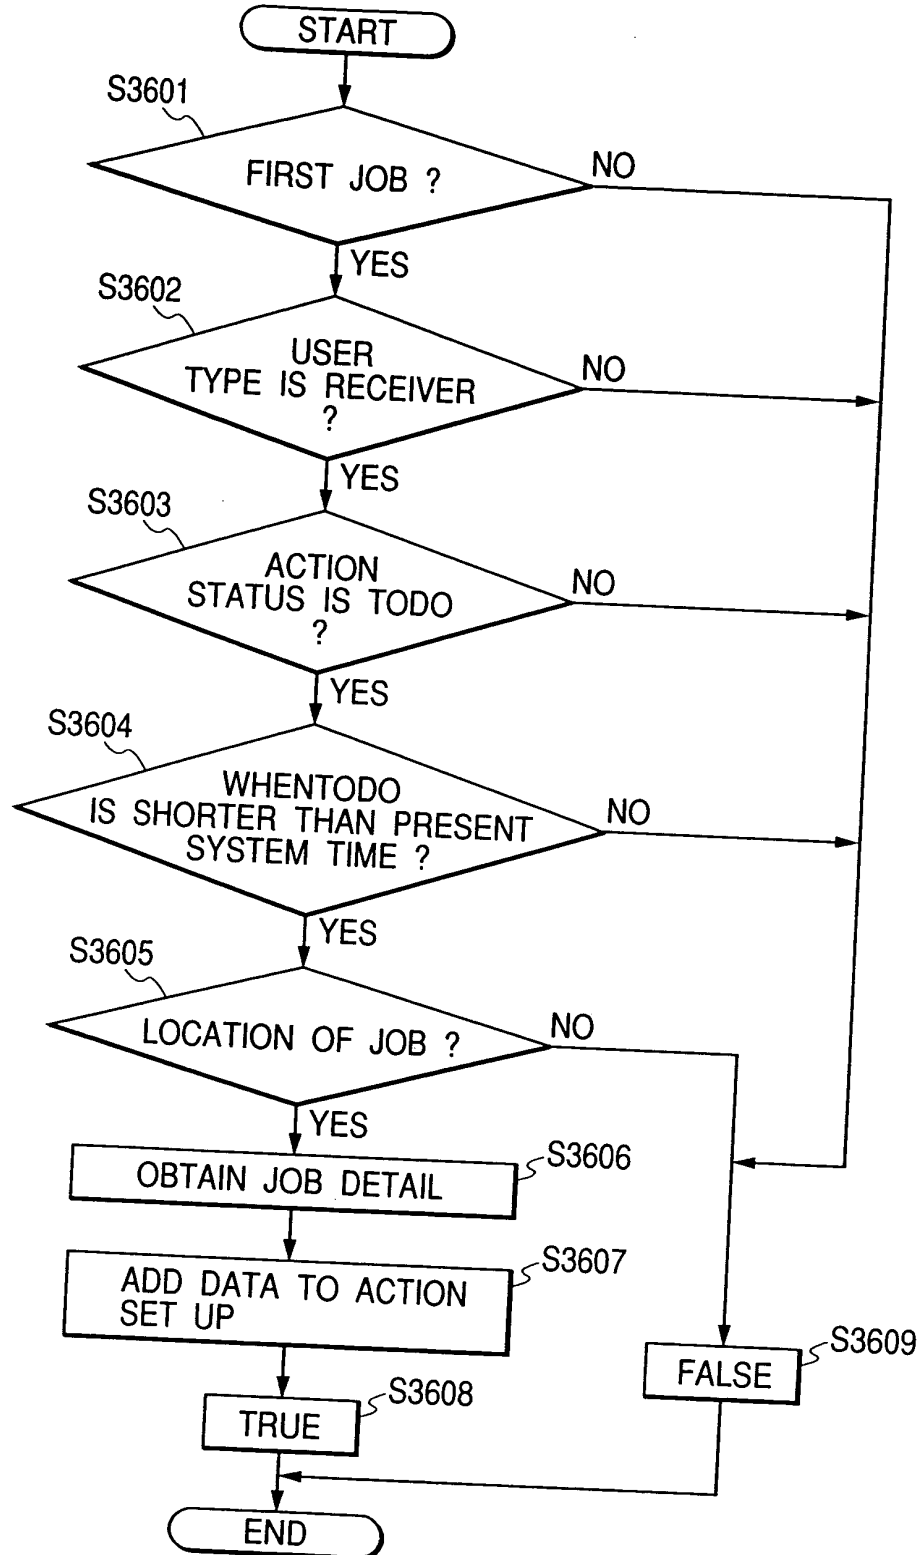 START
S3601
FIRST JOB ?
NO
YES
S3602
USER
TYPE IS RECEIVER
?
NO
YES
S3603
ACTION
STATUS IS TODO
?
NO
YES
S3604
WHENTODO
IS SHORTER THAN PRESENT
SYSTEM TIME ?
NO
YES
S3605
LOCATION OF JOB ?
NO
YES
OBTAIN JOB DETAIL
S3606
ADD DATA TO ACTION
SET UP
S3607
FALSE
S3609
TRUE
S3608
END